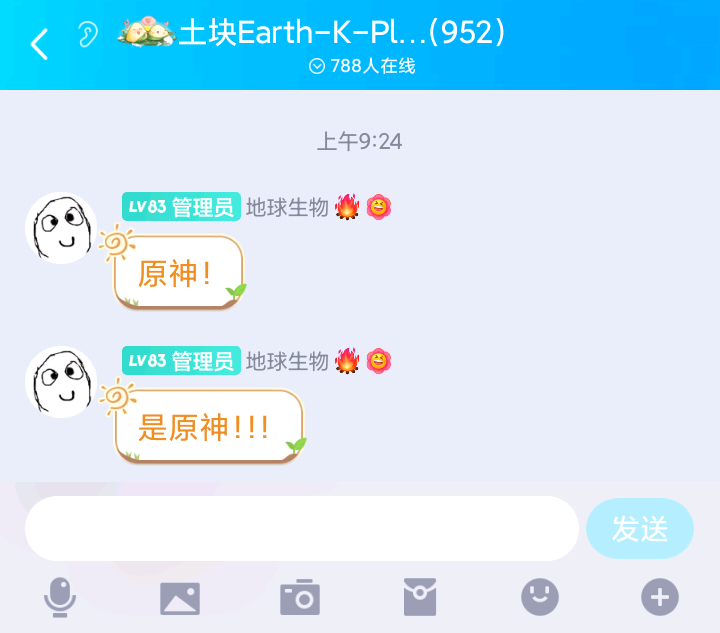 土块Earth-K-Pl...(952)
788人在线
上午9:24
LV83 管理员 地球生物
原神!
LV83 管理员 地球生物
是原神!!!
发送